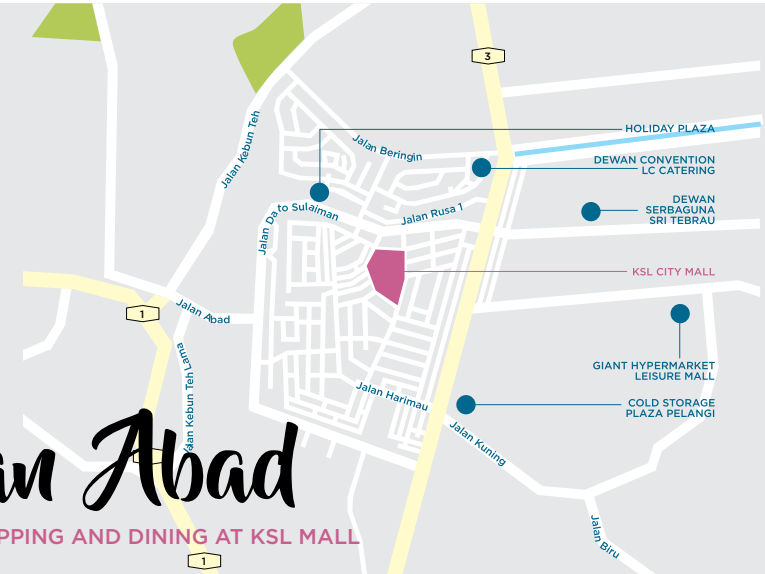 3
HOLIDAY PLAZA
Jalan Kebun Teh
Jalan Beringin
DEWAN CONVENTION
LC CATERING
DEWAN
SERBAGUNA
SRI TEBRAU
Jalan Dato Sulaiman
Jalan Rusa 1
KSL CITY MALL
1
Jalan Abad
Jalan Kebun Teh Lama
GIANT HYPERMARKET
LEISURE MALL
Jalan Harimau
COLD STORAGE
PLAZA PELANGI
Jalan Kuning
an Abad
PPING AND DINING AT KSL MALL
Jalan Biru
1